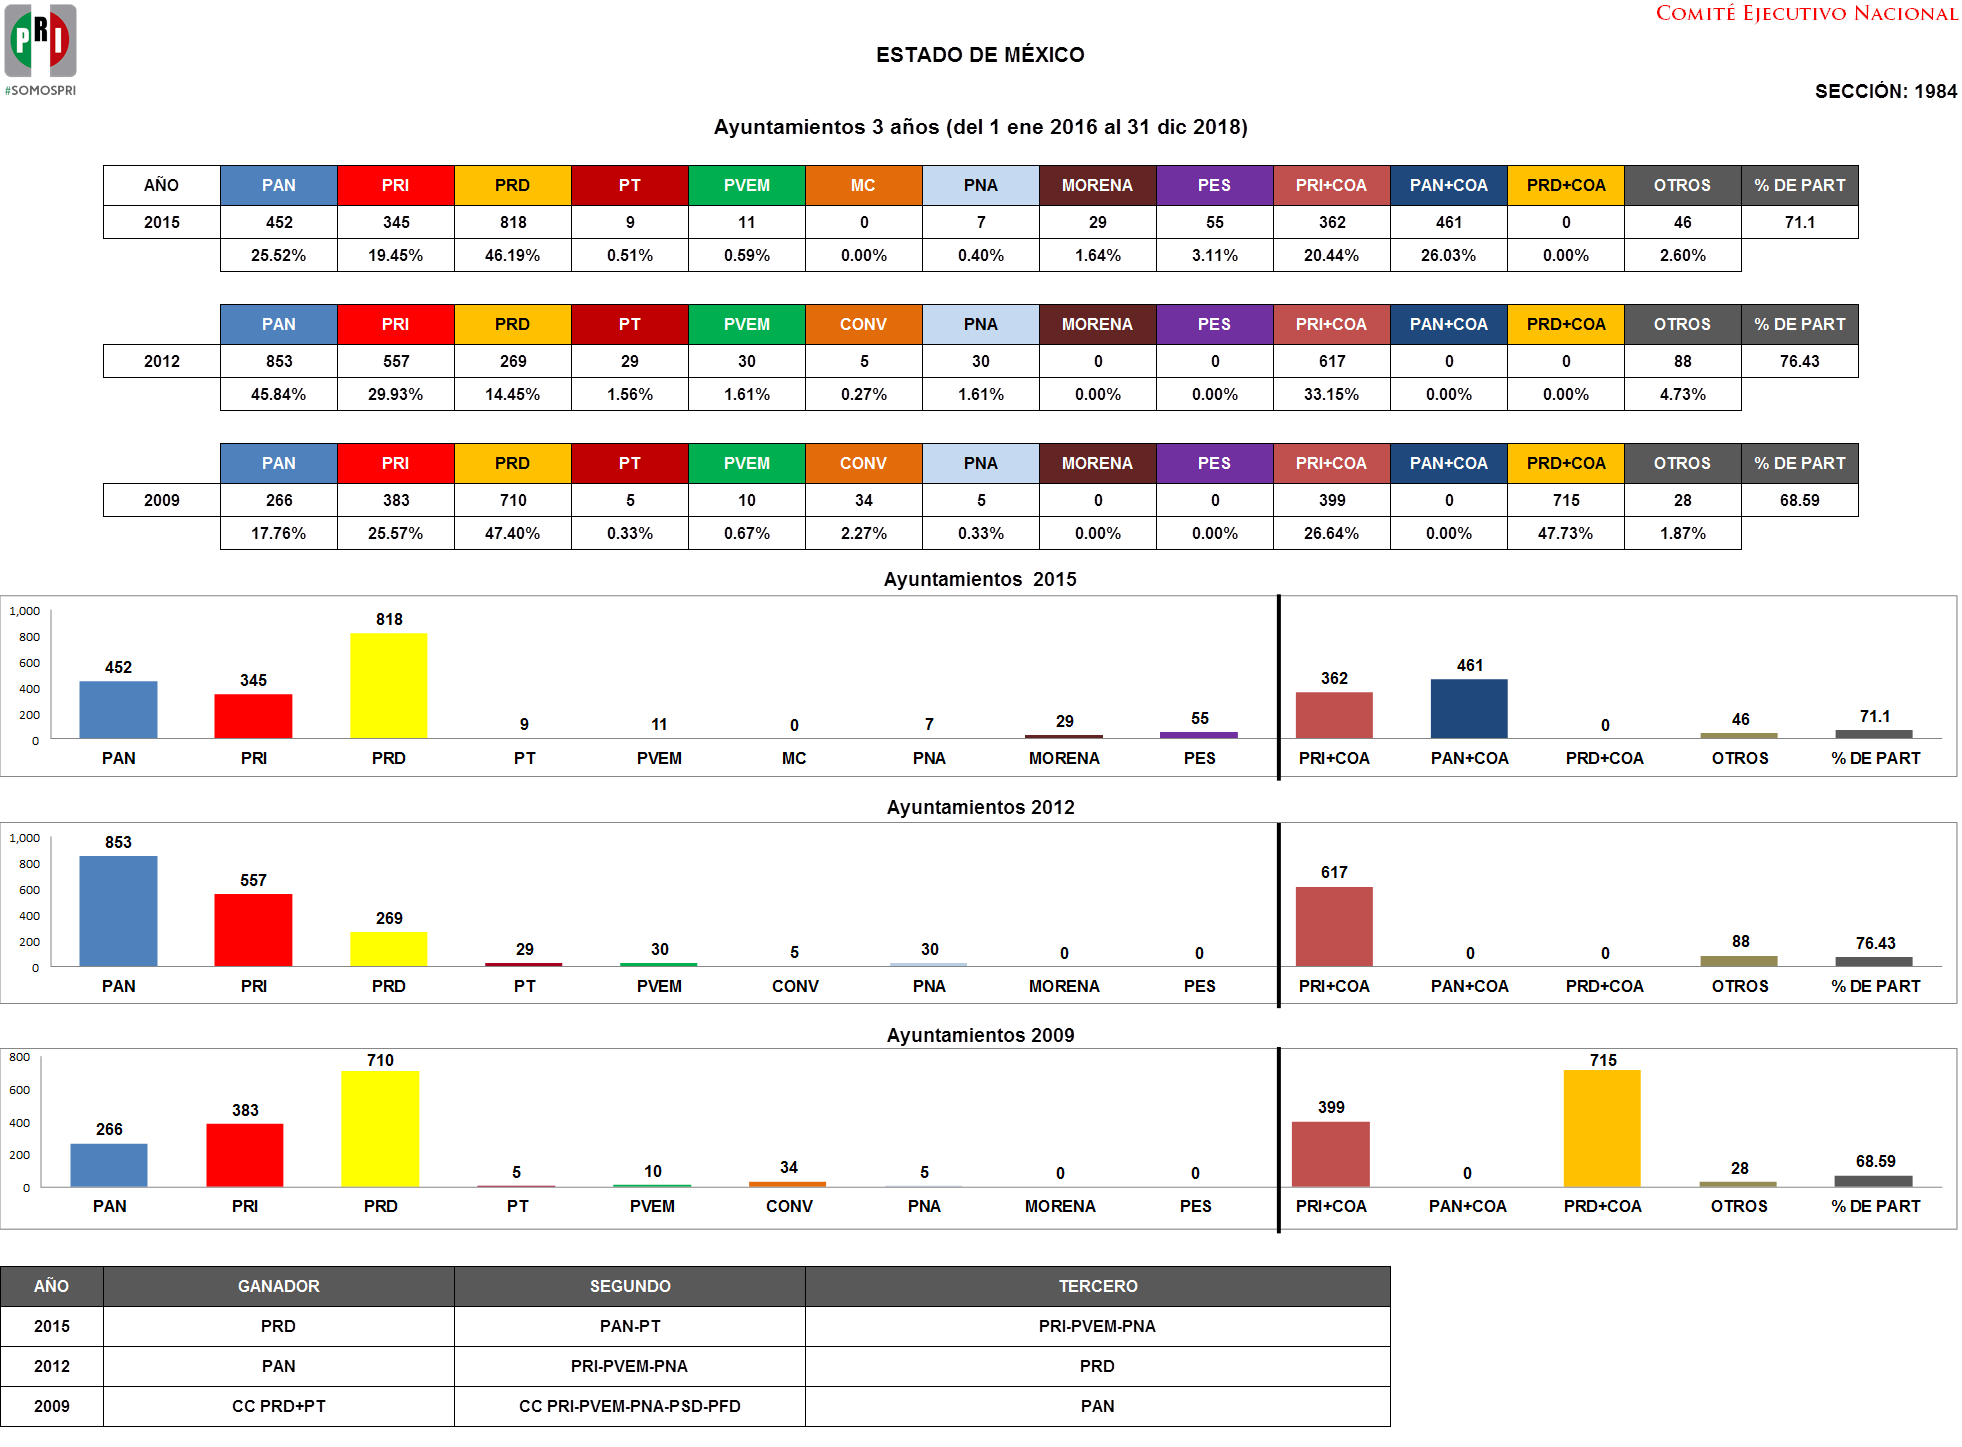 COMITÉ EJECUTIVO NACIONAL
PRI
#SOMOSPRI
ESTADO DE MÉXICO
SECCIÓN: 1984
Ayuntamientos 3 años (del 1 ene 2016 al 31 dic 2018)
AÑO PAN PRI PRD PT PVEM MC PNA MORENA PES PRI+COA PAN+COA PRD+COA OTROS % DE PART
2015 452 345 818 9 11 0 7 29 55 362 461 0 46 71.1
25.52% 19.45% 46.19% 0.51% 0.59% 0.00% 0.40% 1.64% 3.11% 20.44% 26.03% 0.00% 2.60%
PAN PRI PRD PT PVEM CONV PNA MORENA PES PRI+COA PAN+COA PRD+COA OTROS % DE PART
2012 853 557 269 29 30 5 30 0 0 617 0 0 88 76.43
45.84% 29.93% 14.45% 1.56% 1.61% 0.27% 1.61% 0.00% 0.00% 33.15% 0.00% 0.00% 4.73%
PAN PRI PRD PT PVEM CONV PNA MORENA PES PRI+COA PAN+COA PRD+COA OTROS % DE PART
2009 266 383 710 5 10 34 5 0 0 399 0 715 28 68.59
17.76% 25.57% 47.40% 0.33% 0.67% 2.27% 0.33% 0.00% 0.00% 26.64% 0.00% 47.73% 1.87%
Ayuntamientos 2015
1,000
800
600
400
200
0
452 345 818 9 11 0 7 29 55 362 461 0 46 71.1
PAN PRI PRD PT PVEM MC PNA MORENA PES PRI+COA PAN+COA PRD+COA OTROS % DE PART
Ayuntamientos 2012
1,000
800
600
400
200
0
853 557 269 29 30 5 30 0 0 617 0 0 88 76.43
PAN PRI PRD PT PVEM CONV PNA MORENA PES PRI+COA PAN+COA PRD+COA OTROS % DE PART
Ayuntamientos 2009
800
600
400
200
0
266 383 710 5 10 34 5 0 0 399 0 715 28 68.59
PAN PRI PRD PT PVEM CONV PNA MORENA PES PRI+COA PAN+COA PRD+COA OTROS % DE PART
AÑO GANADOR SEGUNDO TERCERO
2015 PRD PAN-PT PRI-PVEM-PNA
2012 PAN PRI-PVEM-PNA PRD
2009 CC PRD+PT CC PRI-PVEM-PNA-PSD-PFD PAN